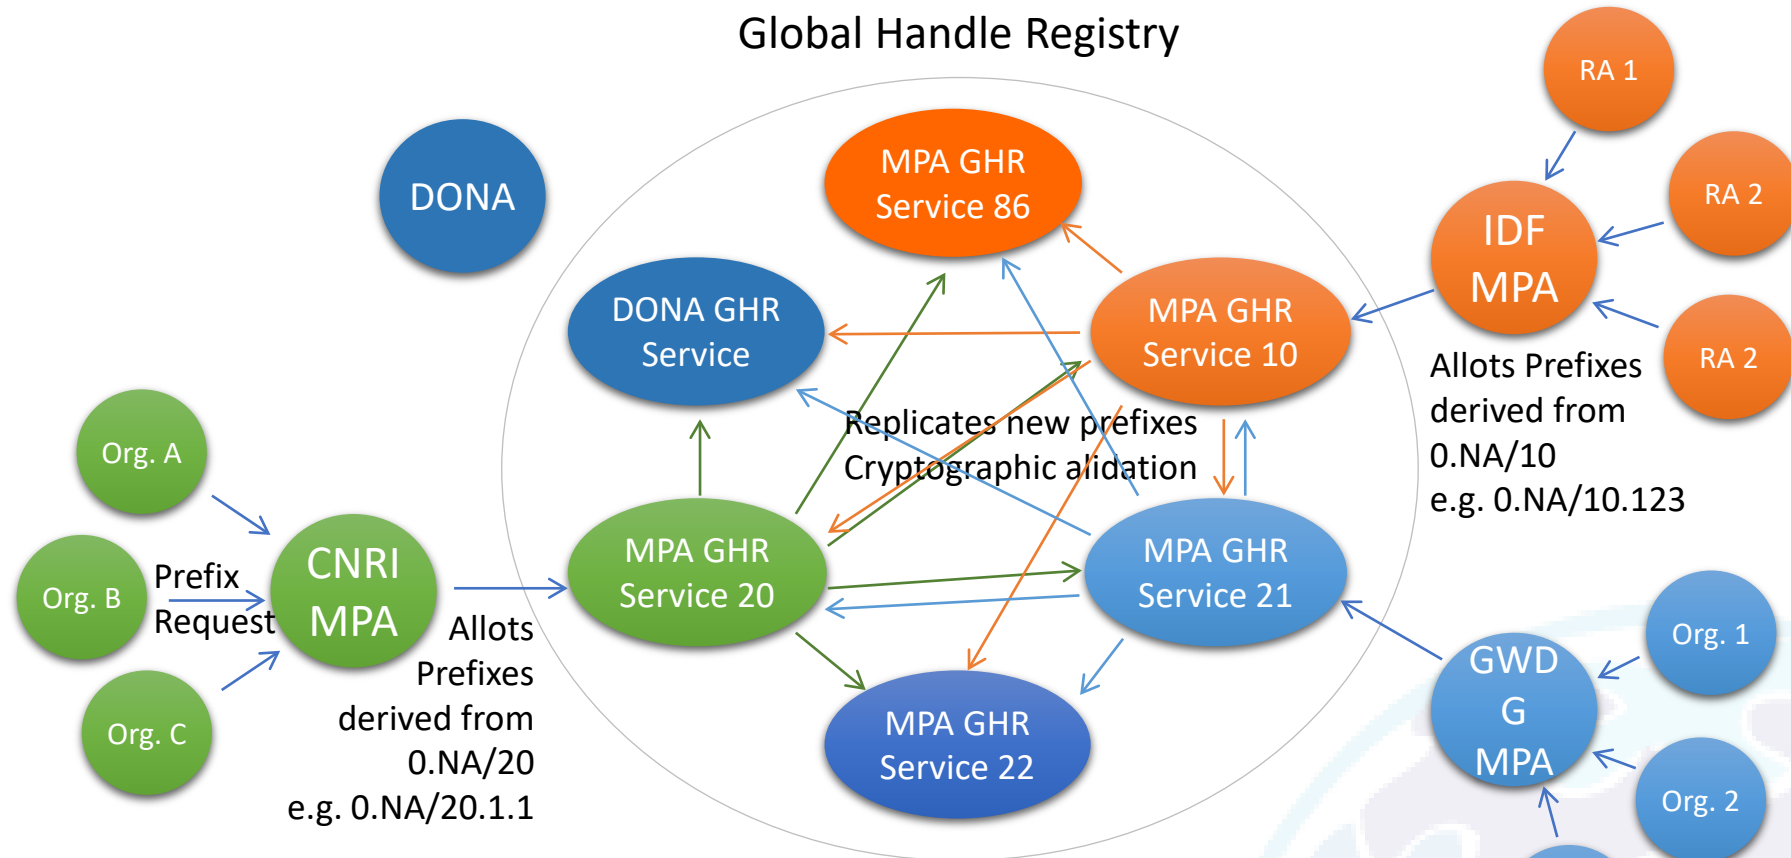 Global Handle Registry
RA 1
MPA GHR
Service 86
DONA
RA 2
IDF
MPA
DONA GHR
Service
MPA GHR
Service 10
RA 2
Allots Prefixes
derived from
0.NA/10
e.g. 0.NA/10.123
Replicates new prefixes
Cryptographic alidation
Org. A
Org. B
Prefix
Request
CNRI
MPA
Org. C
Allots
Prefixes
derived from
0.NA/20
e.g. 0.NA/20.1.1
MPA GHR
Service 20
MPA GHR
Service 21
MPA GHR
Service 22
GWD
G
MPA
Org. 1
Org. 2